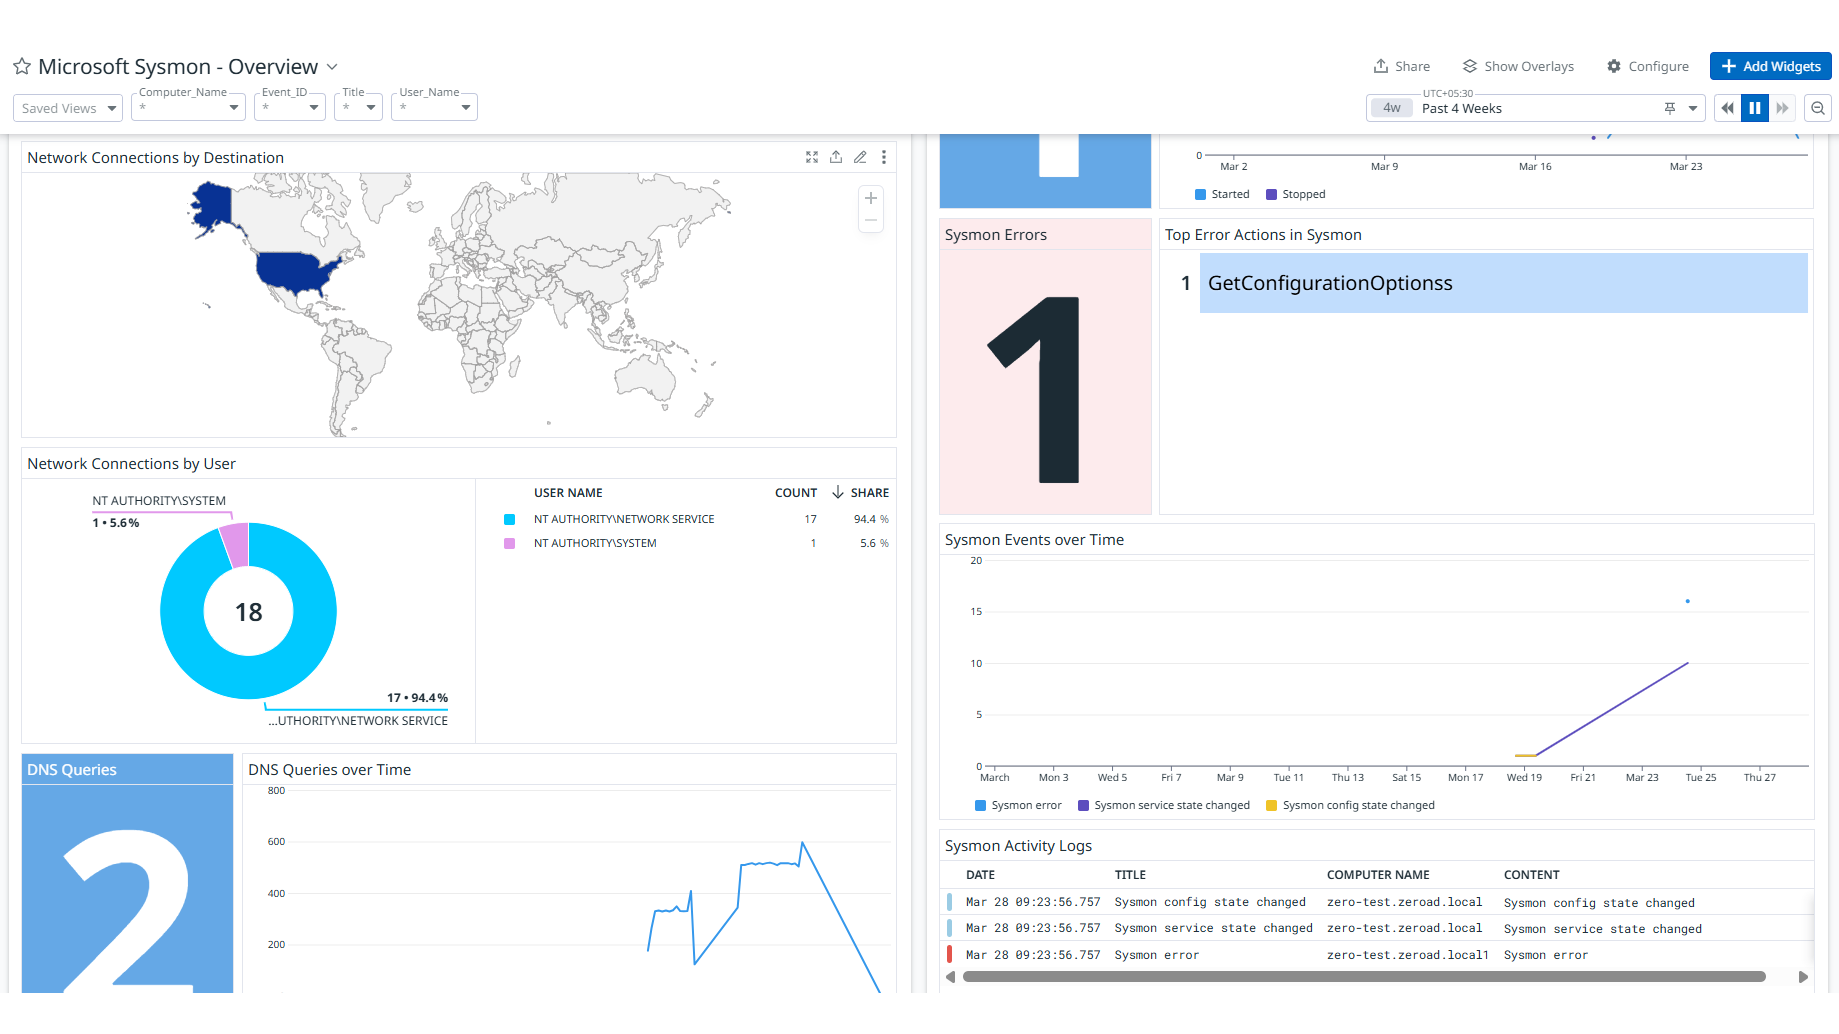 Microsoft Sysmon - Overview
Share
Show Overlays
Configure
Add Widgets
Saved Views
Computer_Name
*
Event_ID
*
Title
*
User_Name
*
UTC+05:30
4w Past 4 Weeks
Network Connections by Destination
+
−
Network Connections by User
NT AUTHORITY\SYSTEM
1 • 5.6%
18
17 • 94.4%
...UTHORITY\NETWORK SERVICE
USER NAME COUNT SHARE
NT AUTHORITY\NETWORK SERVICE 17 94.4 %
NT AUTHORITY\SYSTEM 1 5.6 %
DNS Queries
2
DNS Queries over Time
800
600
400
200
0
Mar 2 Mar 9 Mar 16 Mar 23
Started Stopped
Sysmon Errors
1
Top Error Actions in Sysmon
1 GetConfigurationOptionss
Sysmon Events over Time
20
15
10
5
0
March Mon 3 Wed 5 Fri 7 Mar 9 Tue 11 Thu 13 Sat 15 Mon 17 Wed 19 Fri 21 Mar 23 Tue 25 Thu 27
Sysmon error Sysmon service state changed Sysmon config state changed
Sysmon Activity Logs
DATE TITLE COMPUTER NAME CONTENT
Mar 28 09:23:56.757 Sysmon config state changed zero-test.zeroad.local Sysmon config state changed
Mar 28 09:23:56.757 Sysmon service state changed zero-test.zeroad.local Sysmon service state changed
Mar 28 09:23:56.757 Sysmon error zero-test.zeroad.local1 Sysmon error